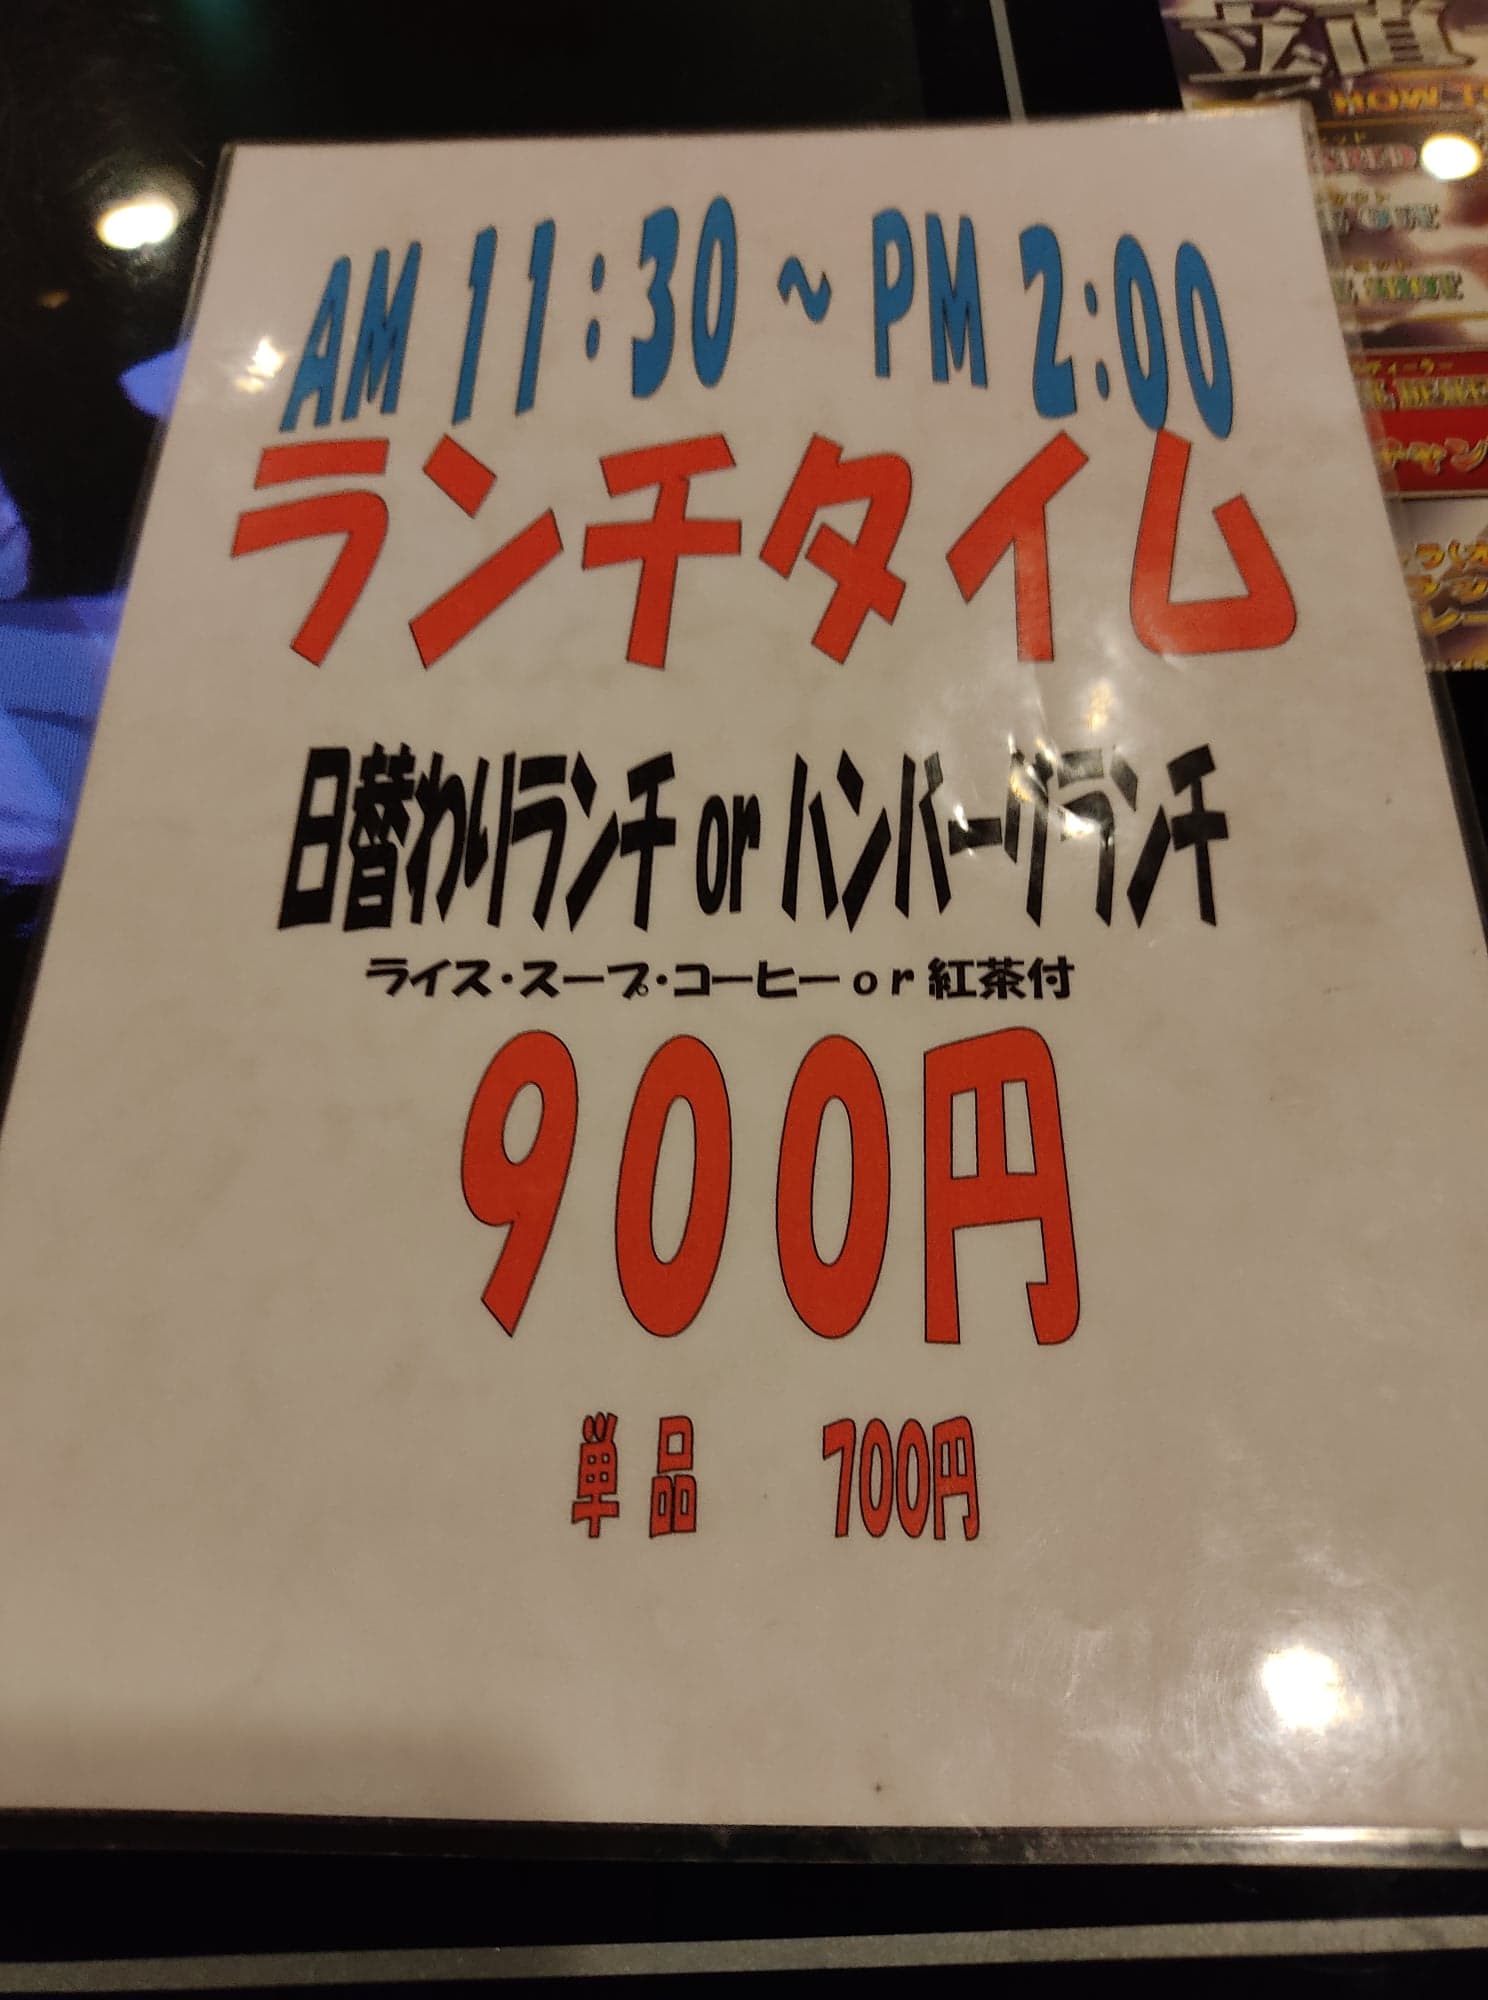 AM 11:30 ~ PM 2:00
ランチタイム
日替わりランチ or ハンバーグランチ
ライス・スープ・コーヒー or 紅茶付
900円
単品 700円
立直